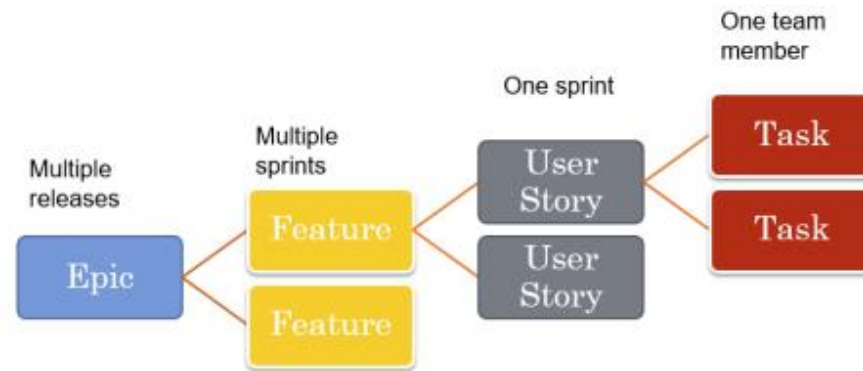 Multiple
releases
Epic
Multiple
sprints
Feature
Feature
One sprint
User
Story
User
Story
One team
member
Task
Task